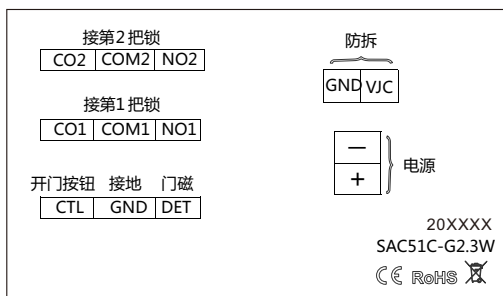 接第2把锁
CO2 COM2 NO2
接第1把锁
CO1 COM1 NO1
开门按钮 接地 门磁
CTL GND DET
防拆
GND VJC
—
+
电源
20XXXX
SAC51C-G2.3W
CE RoHS